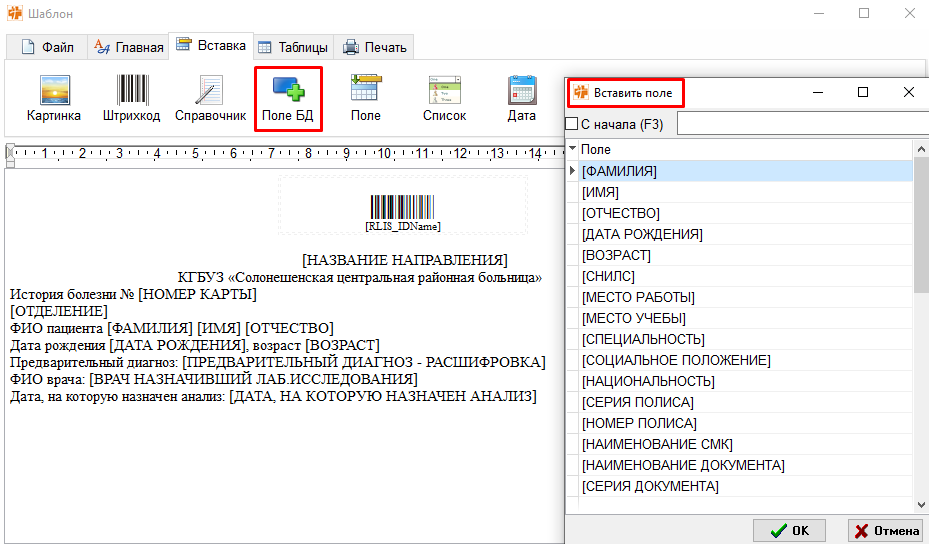 Шаблон
Файл Главная Вставка Таблицы Печать
Картинка Штрихкод Справочник Поле БД Поле Список Дата
1 2 3 4 5 6 7 8 9 10 11 12 13 14
[RLIS_IDName]
[НАЗВАНИЕ НАПРАВЛЕНИЯ]
КГБУЗ «Солонешенская центральная районная больница»
История болезни № [НОМЕР КАРТЫ]
[ОТДЕЛЕНИЕ]
ФИО пациента [ФАМИЛИЯ] [ИМЯ] [ОТЧЕСТВО]
Дата рождения [ДАТА РОЖДЕНИЯ], возраст [ВОЗРАСТ]
Предварительный диагноз: [ПРЕДВАРИТЕЛЬНЫЙ ДИАГНОЗ - РАСШИФРОВКА]
ФИО врача: [ВРАЧ НАЗНАЧИВШИЙ ЛАБ.ИССЛЕДОВАНИЯ]
Дата, на которую назначен анализ: [ДАТА, НА КОТОРУЮ НАЗНАЧЕН АНАЛИЗ]
Вставить поле
С начала (F3)
Поле
[ФАМИЛИЯ]
[ИМЯ]
[ОТЧЕСТВО]
[ДАТА РОЖДЕНИЯ]
[ВОЗРАСТ]
[СНИЛС]
[МЕСТО РАБОТЫ]
[МЕСТО УЧЕБЫ]
[СПЕЦИАЛЬНОСТЬ]
[СОЦИАЛЬНОЕ ПОЛОЖЕНИЕ]
[НАЦИОНАЛЬНОСТЬ]
[СЕРИЯ ПОЛИСА]
[НОМЕР ПОЛИСА]
[НАИМЕНОВАНИЕ СМК]
[НАИМЕНОВАНИЕ ДОКУМЕНТА]
[СЕРИЯ ДОКУМЕНТА]
OK Отмена